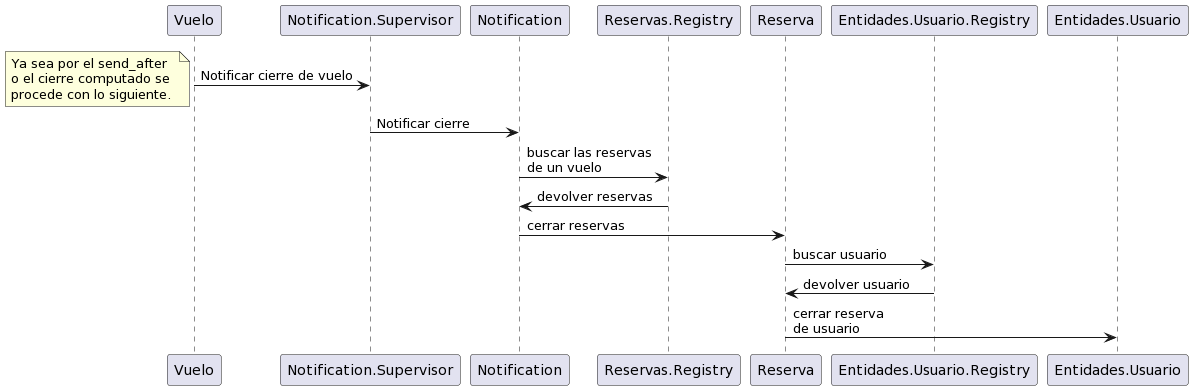 Vuelo
Notification.Supervisor
Notification
Reservas.Registry
Reserva
Entidades.Usuario.Registry
Entidades.Usuario
Ya sea por el send_after
o el cierre computado se
procede con lo siguiente.
Notificar cierre de vuelo
Notificar cierre
buscar las reservas
de un vuelo
devolver reservas
cerrar reservas
buscar usuario
devolver usuario
cerrar reserva
de usuario
Vuelo
Notification.Supervisor
Notification
Reservas.Registry
Reserva
Entidades.Usuario.Registry
Entidades.Usuario